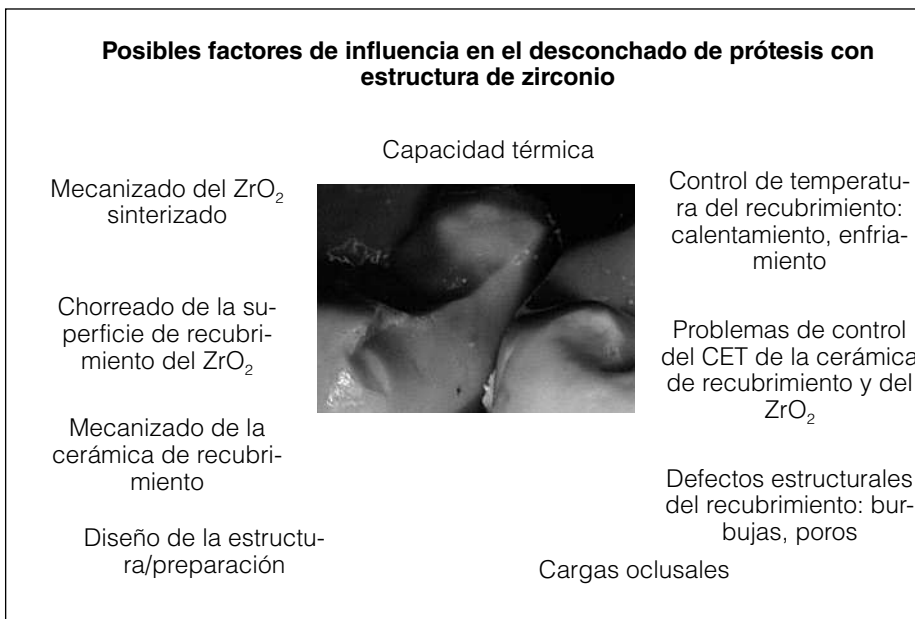 Posibles factores de influencia en el desconchado de prótesis con
estructura de zirconio
Capacidad térmica
Mecanizado del ZrO₂
sinterizado
Chorreado de la su-
perficie de recubri-
miento del ZrO₂
Mecanizado de la
cerámica de recubri-
miento
Diseño de la estructu-
ra/preparación
Control de temperatu-
ra del recubrimiento:
calentamiento, enfria-
miento
Problemas de control
del CET de la cerámica
de recubrimiento y del
ZrO₂
Defectos estructurales
del recubrimiento: bur-
bujas, poros
Cargas oclusales